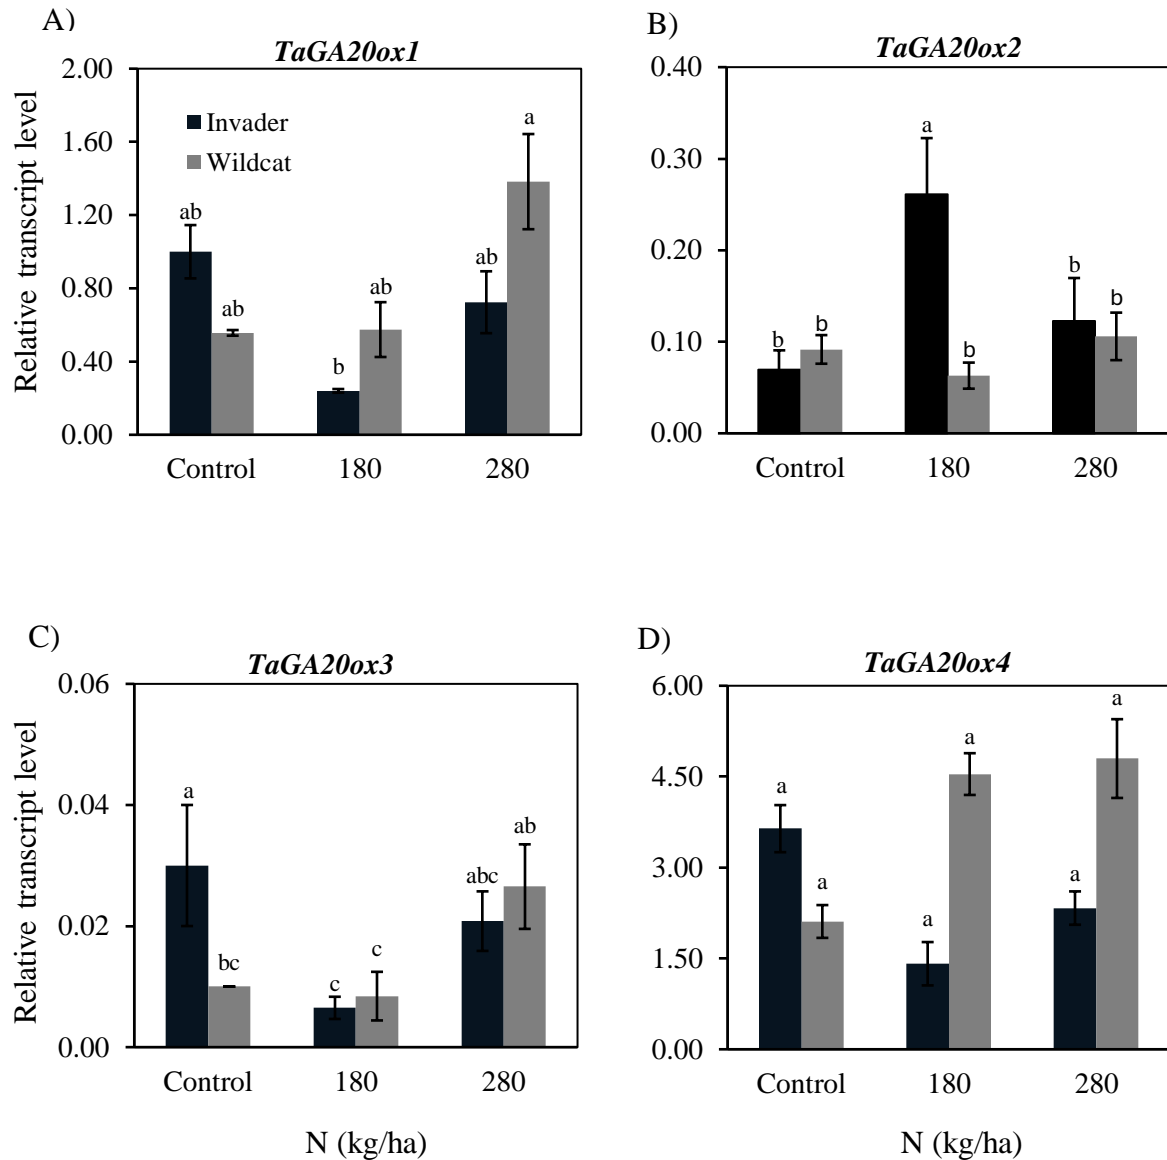 A)
TaGA20ox1
Relative transcript level
2.00
1.60
1.20
0.80
0.40
0.00
Invader
Wildcat
ab
ab
b
ab
ab
a
Control 180 280
B)
TaGA20ox2
0.40
0.30
0.20
0.10
0.00
b
b
a
b
b
b
Control 180 280
C)
TaGA20ox3
Relative transcript level
0.06
0.04
0.02
0.00
a
bc
c
c
abc
ab
Control 180 280
N (kg/ha)
D)
TaGA20ox4
6.00
4.50
3.00
1.50
0.00
a
a
a
a
a
a
Control 180 280
N (kg/ha)